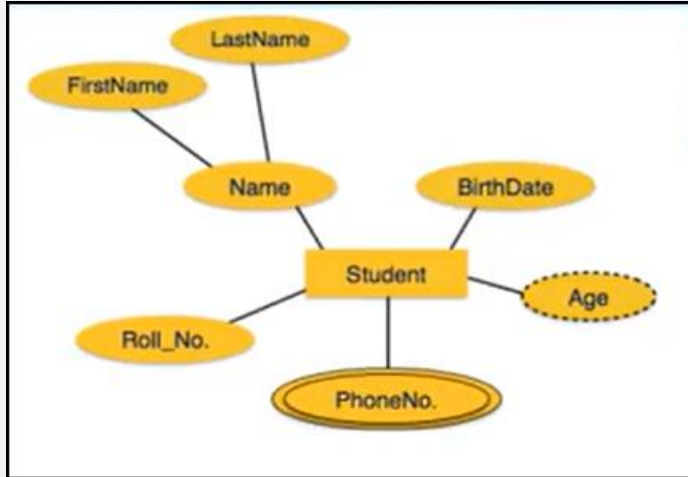 LastName
FirstName
Name
BirthDate
Student
Age
Roll_No.
PhoneNo.